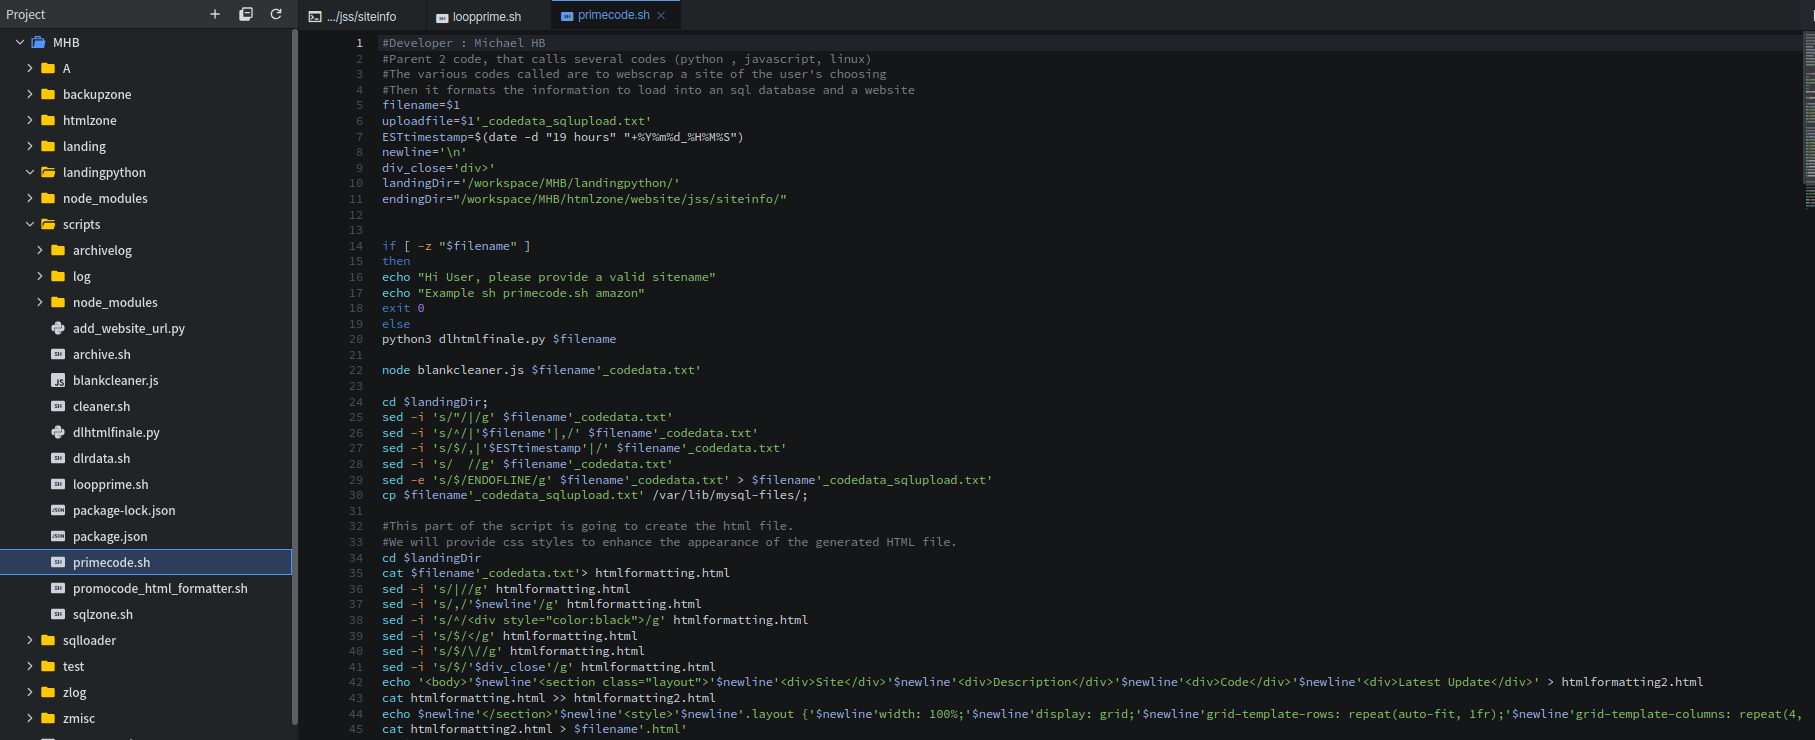 Project
MHB
A
backupzone
htmlzone
landing
landingpython
node_modules
scripts
archivelog
log
node_modules
add_website_url.py
archive.sh
blankcleaner.js
cleaner.sh
dlhtmlfinale.py
dlrdata.sh
loopprime.sh
package-lock.json
package.json
primecode.sh
promocode_html_formatter.sh
sqlzone.sh
sqlloader
test
zlog
zmisc
.../jss/siteinfo
loopprime.sh
primecode.sh
1 #Developer : Michael HB
2 #Parent 2 code, that calls several codes (python , javascript, linux)
3 #The various codes called are to webscrap a site of the user's choosing
4 #Then it formats the information to load into an sql database and a website
5 filename=$1
6 uploadfile=$1'_codedata_sqlupload.txt'
7 ESTtimestamp=$(date -d "19 hours" "+%Y%m%d_%H%M%S")
8 newline='\n'
9 div_close='div>'
10 landingDir='/workspace/MHB/landingpython/'
11 endingDir="/workspace/MHB/htmlzone/website/jss/siteinfo/"
12
13
14 if [ -z "$filename" ]
15 then
16 echo "Hi User, please provide a valid sitename"
17 echo "Example sh primecode.sh amazon"
18 exit 0
19 else
20 python3 dlhtmlfinale.py $filename
21
22 node blankcleaner.js $filename'_codedata.txt'
23
24 cd $landingDir;
25 sed -i 's/"/|/g' $filename'_codedata.txt'
26 sed -i 's/^/|'$filename'|,/' $filename'_codedata.txt'
27 sed -i 's/$/,|'$ESTtimestamp'|/' $filename'_codedata.txt'
28 sed -i 's/  //g' $filename'_codedata.txt'
29 sed -e 's/$/ENDOFLINE/g' $filename'_codedata.txt' > $filename'_codedata_sqlupload.txt'
30 cp $filename'_codedata_sqlupload.txt' /var/lib/mysql-files/;
31
32 #This part of the script is going to create the html file.
33 #We will provide css styles to enhance the appearance of the generated HTML file.
34 cd $landingDir
35 cat $filename'_codedata.txt'> htmlformatting.html
36 sed -i 's/|//g' htmlformatting.html
37 sed -i 's/,/'$newline'/g' htmlformatting.html
38 sed -i 's/^/<div style="color:black">/g' htmlformatting.html
39 sed -i 's/$/</g' htmlformatting.html
40 sed -i 's/$/\//g' htmlformatting.html
41 sed -i 's/$/'$div_close'/g' htmlformatting.html
42 echo '<body>'$newline'<section class="layout">'$newline'<div>Site</div>'$newline'<div>Description</div>'$newline'<div>Code</div>'$newline'<div>Latest Update</div>' > htmlformatting2.html
43 cat htmlformatting.html >> htmlformatting2.html
44 echo $newline'</section>'$newline'<style>'$newline'.layout {'$newline'width: 100%;'$newline'display: grid;'$newline'grid-template-rows: repeat(auto-fit, 1fr);'$newline'grid-template-columns: repeat(4,
45 cat htmlformatting2.html > $filename'.html'